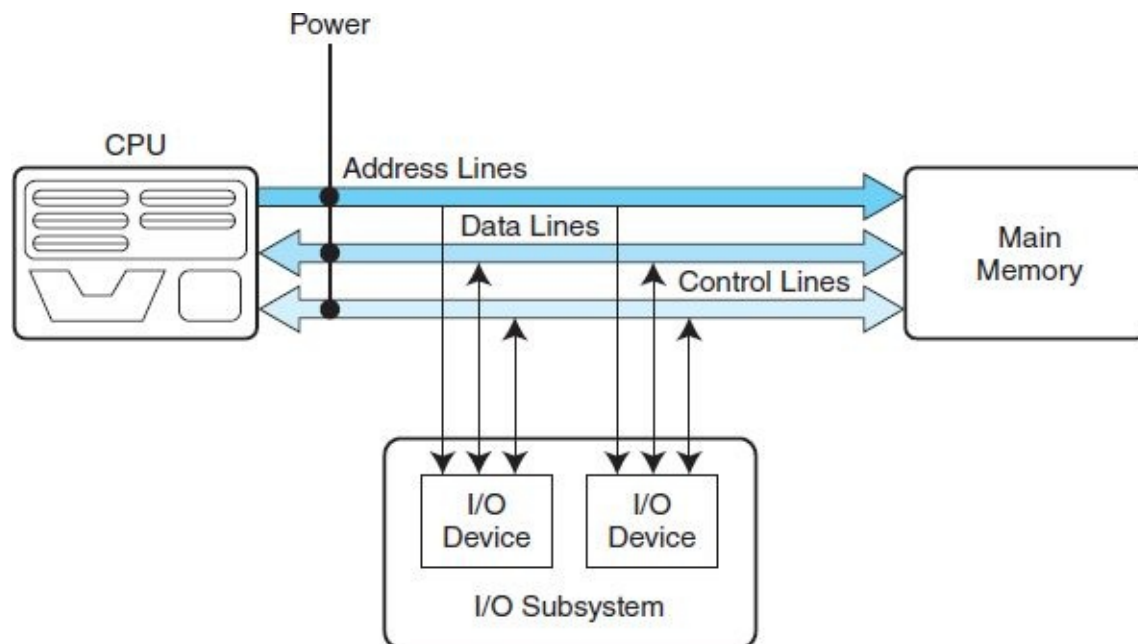 Power
CPU
Address Lines
Data Lines
Control Lines
Main
Memory
I/O
Device
I/O
Device
I/O Subsystem